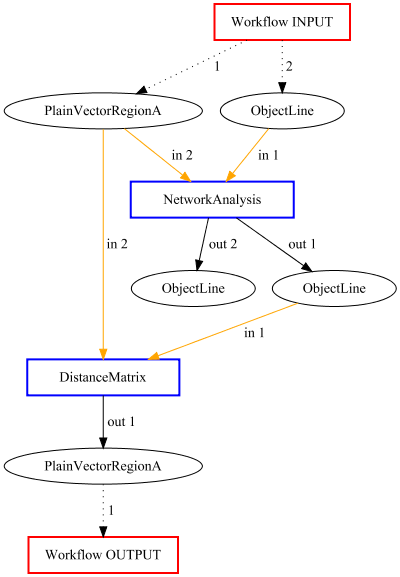 Workflow INPUT
1
2
PlainVectorRegionA
ObjectLine
in 2
in 1
NetworkAnalysis
in 2
out 2
out 1
ObjectLine
ObjectLine
in 1
DistanceMatrix
out 1
PlainVectorRegionA
1
Workflow OUTPUT